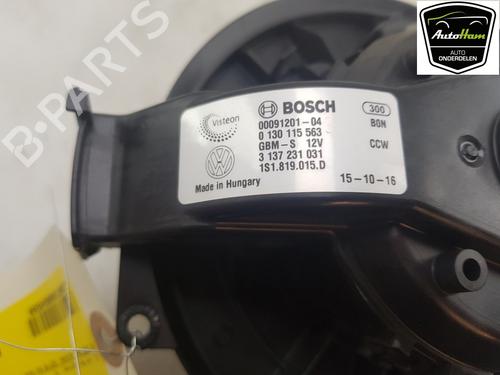 AutoHam
AUTO
ONDERDELEN
B-PARTS
Visteon
BOSCH
300
00091201-04
BGN
0 130 115 563
GBM-S 12V
CCW
3 137 231 031
1S1.819.015.D
Made in Hungary
15-10-16